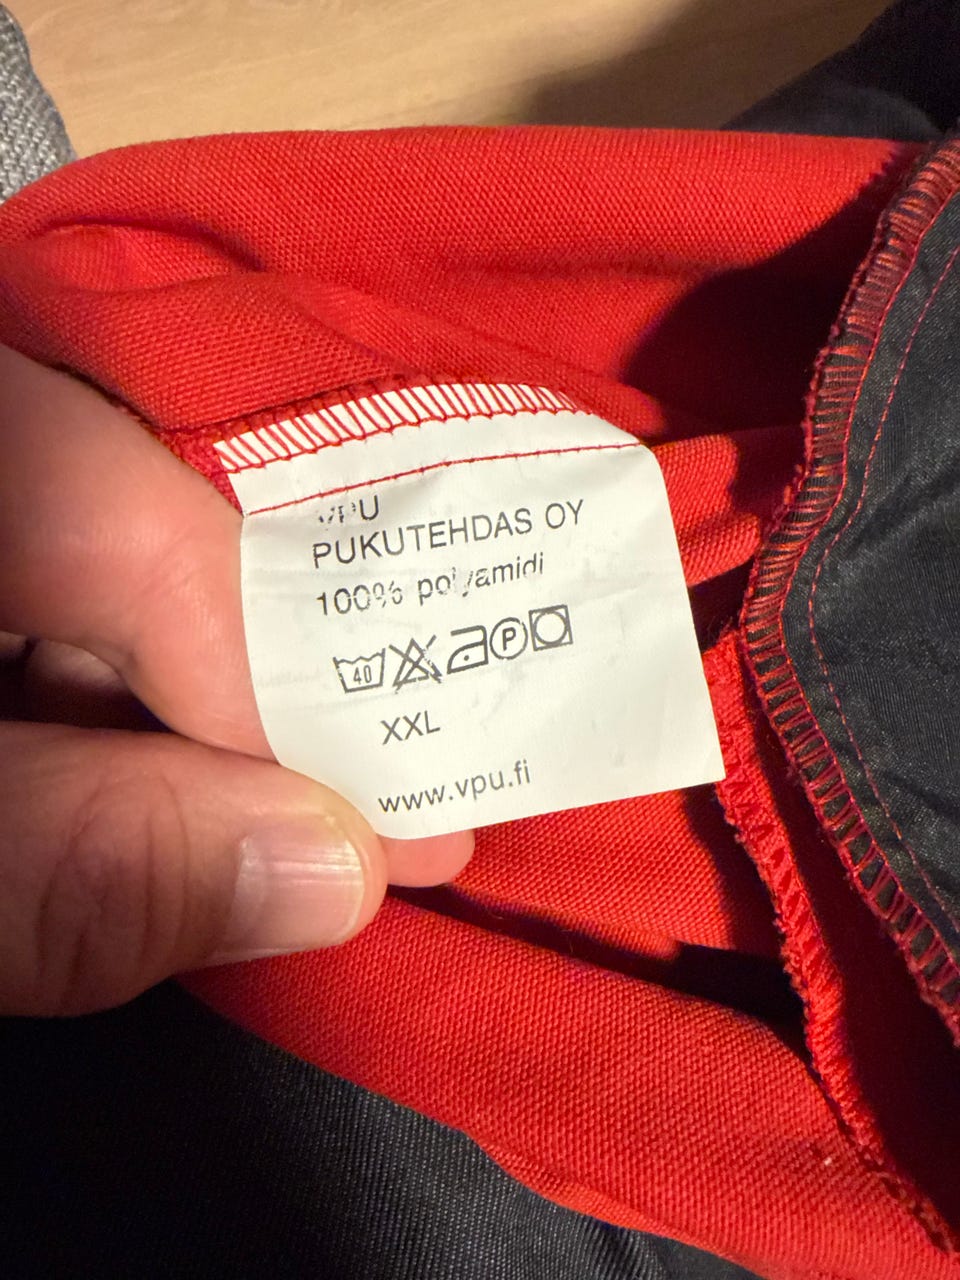 VPU
PUKUTEHDAS OY
100% polyamidi
40 P
XXL
www.vpu.fi